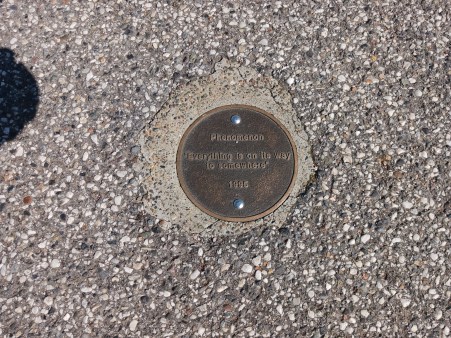 Phenomenon
"Everything is on its way
to somewhere"
1996